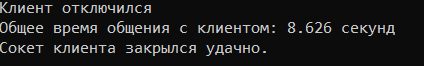 Клиент отключился
Общее время общения с клиентом: 8.626 секунд
Сокет клиента закрылся удачно.